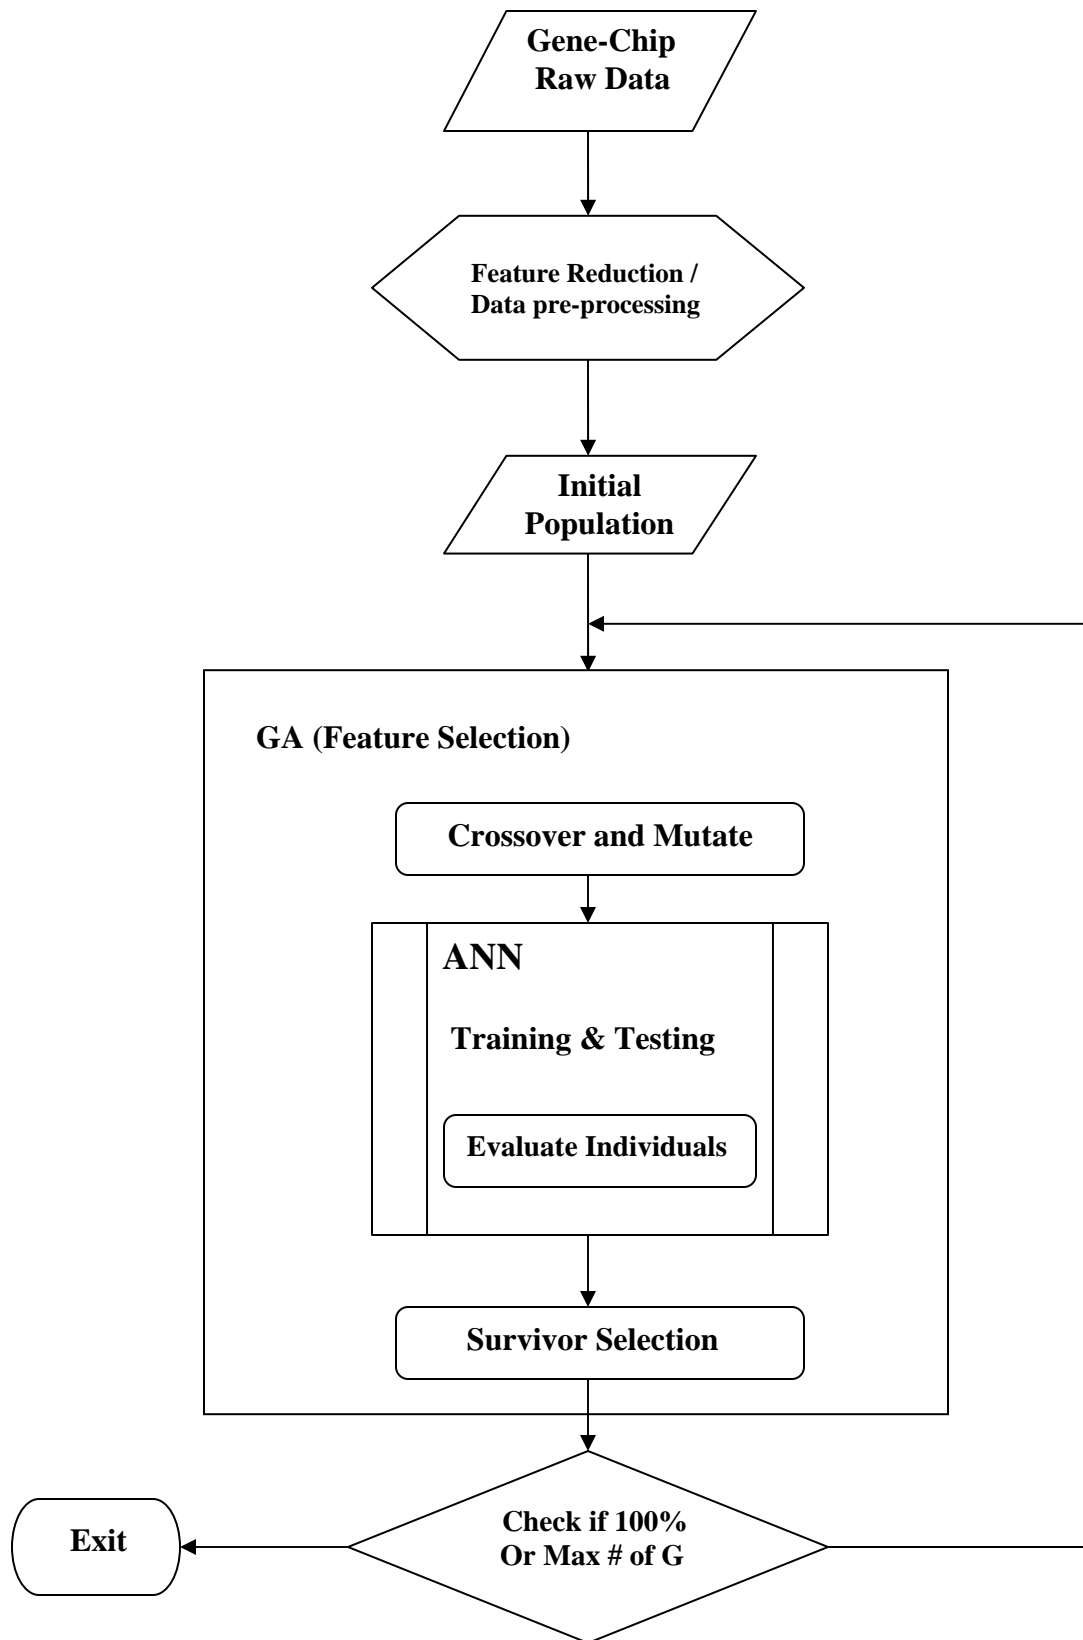 Gene-Chip
Raw Data
Feature Reduction /
Data pre-processing
Initial
Population
GA (Feature Selection)
Crossover and Mutate
ANN
Training & Testing
Evaluate Individuals
Survivor Selection
Check if 100%
Or Max # of G
Exit